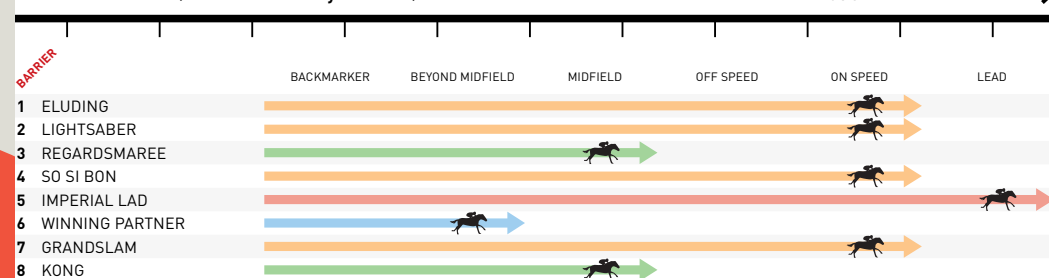 BARRIER
BACKMARKER BEYOND MIDFIELD MIDFIELD OFF SPEED ON SPEED LEAD
1 ELUDING
2 LIGHTSABER
3 REGARDSMAREE
4 SO SI BON
5 IMPERIAL LAD
6 WINNING PARTNER
7 GRANDSLAM
8 KONG